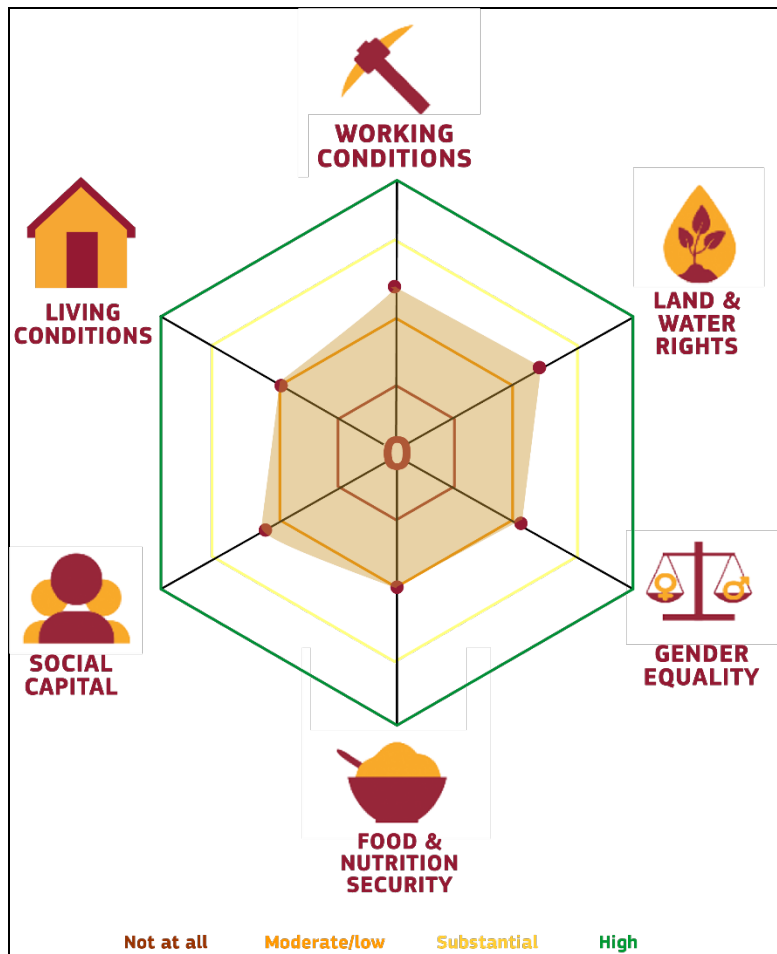 WORKING
CONDITIONS
LAND &
WATER
RIGHTS
LIVING
CONDITIONS
0
SOCIAL
CAPITAL
GENDER
EQUALITY
FOOD &
NUTRITION
SECURITY
Not at all Moderate/low Substantial High